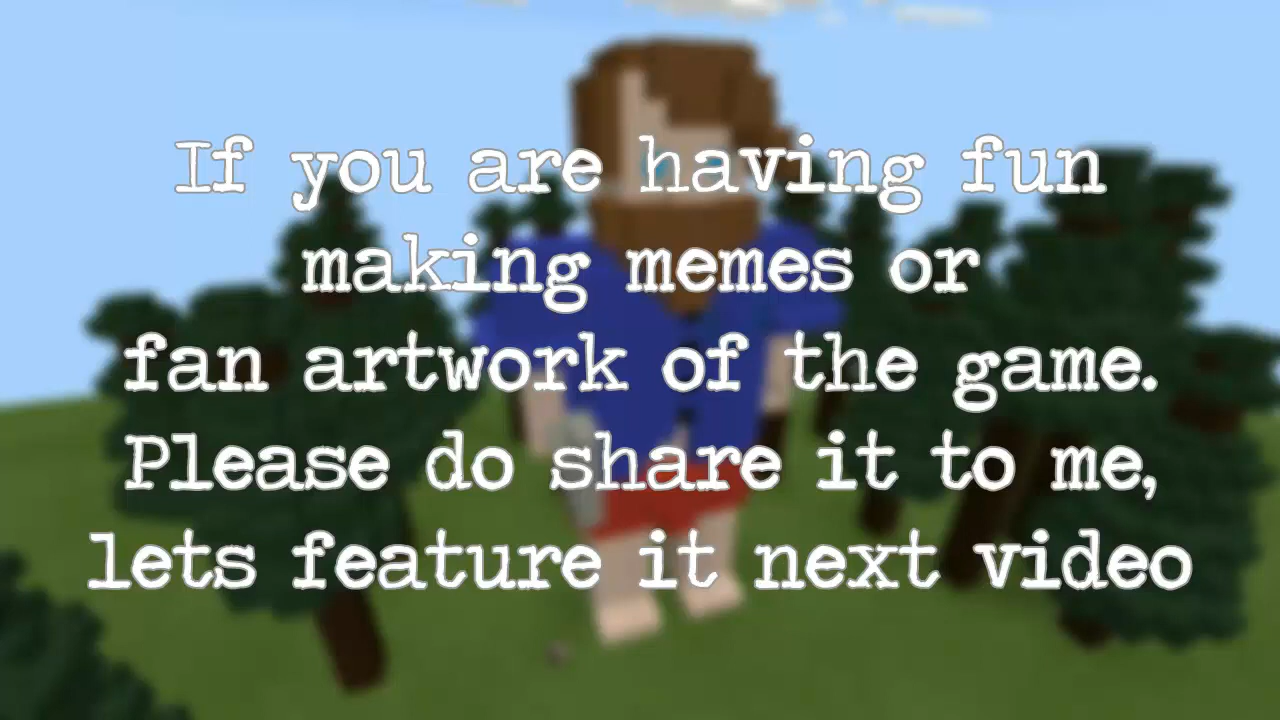 If you are having fun
making memes or
fan artwork of the game.
Please do share it to me,
lets feature it next video